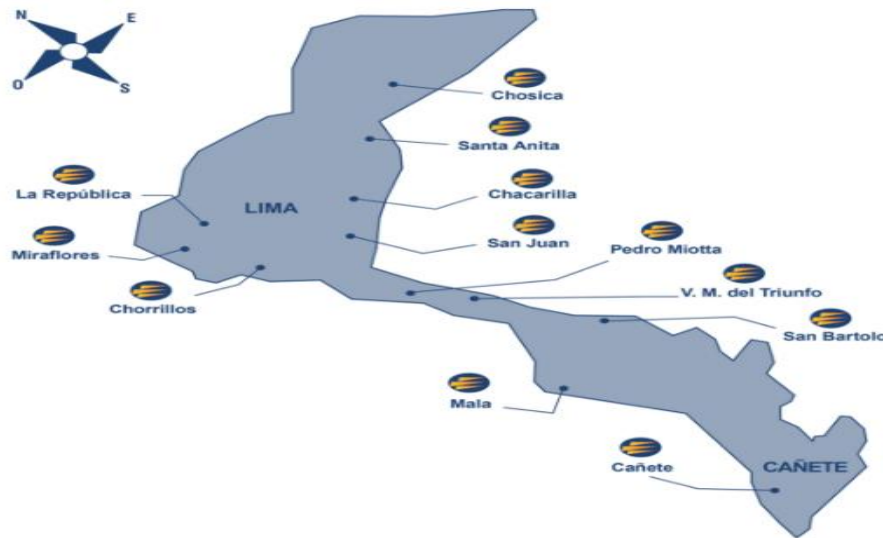 N
E
O
S
Chosica
Santa Anita
La República
Chacarilla
LIMA
San Juan
Miraflores
Pedro Miotta
V. M. del Triunfo
Chorrillos
San Bartolo
Mala
Cañete
CAÑETE